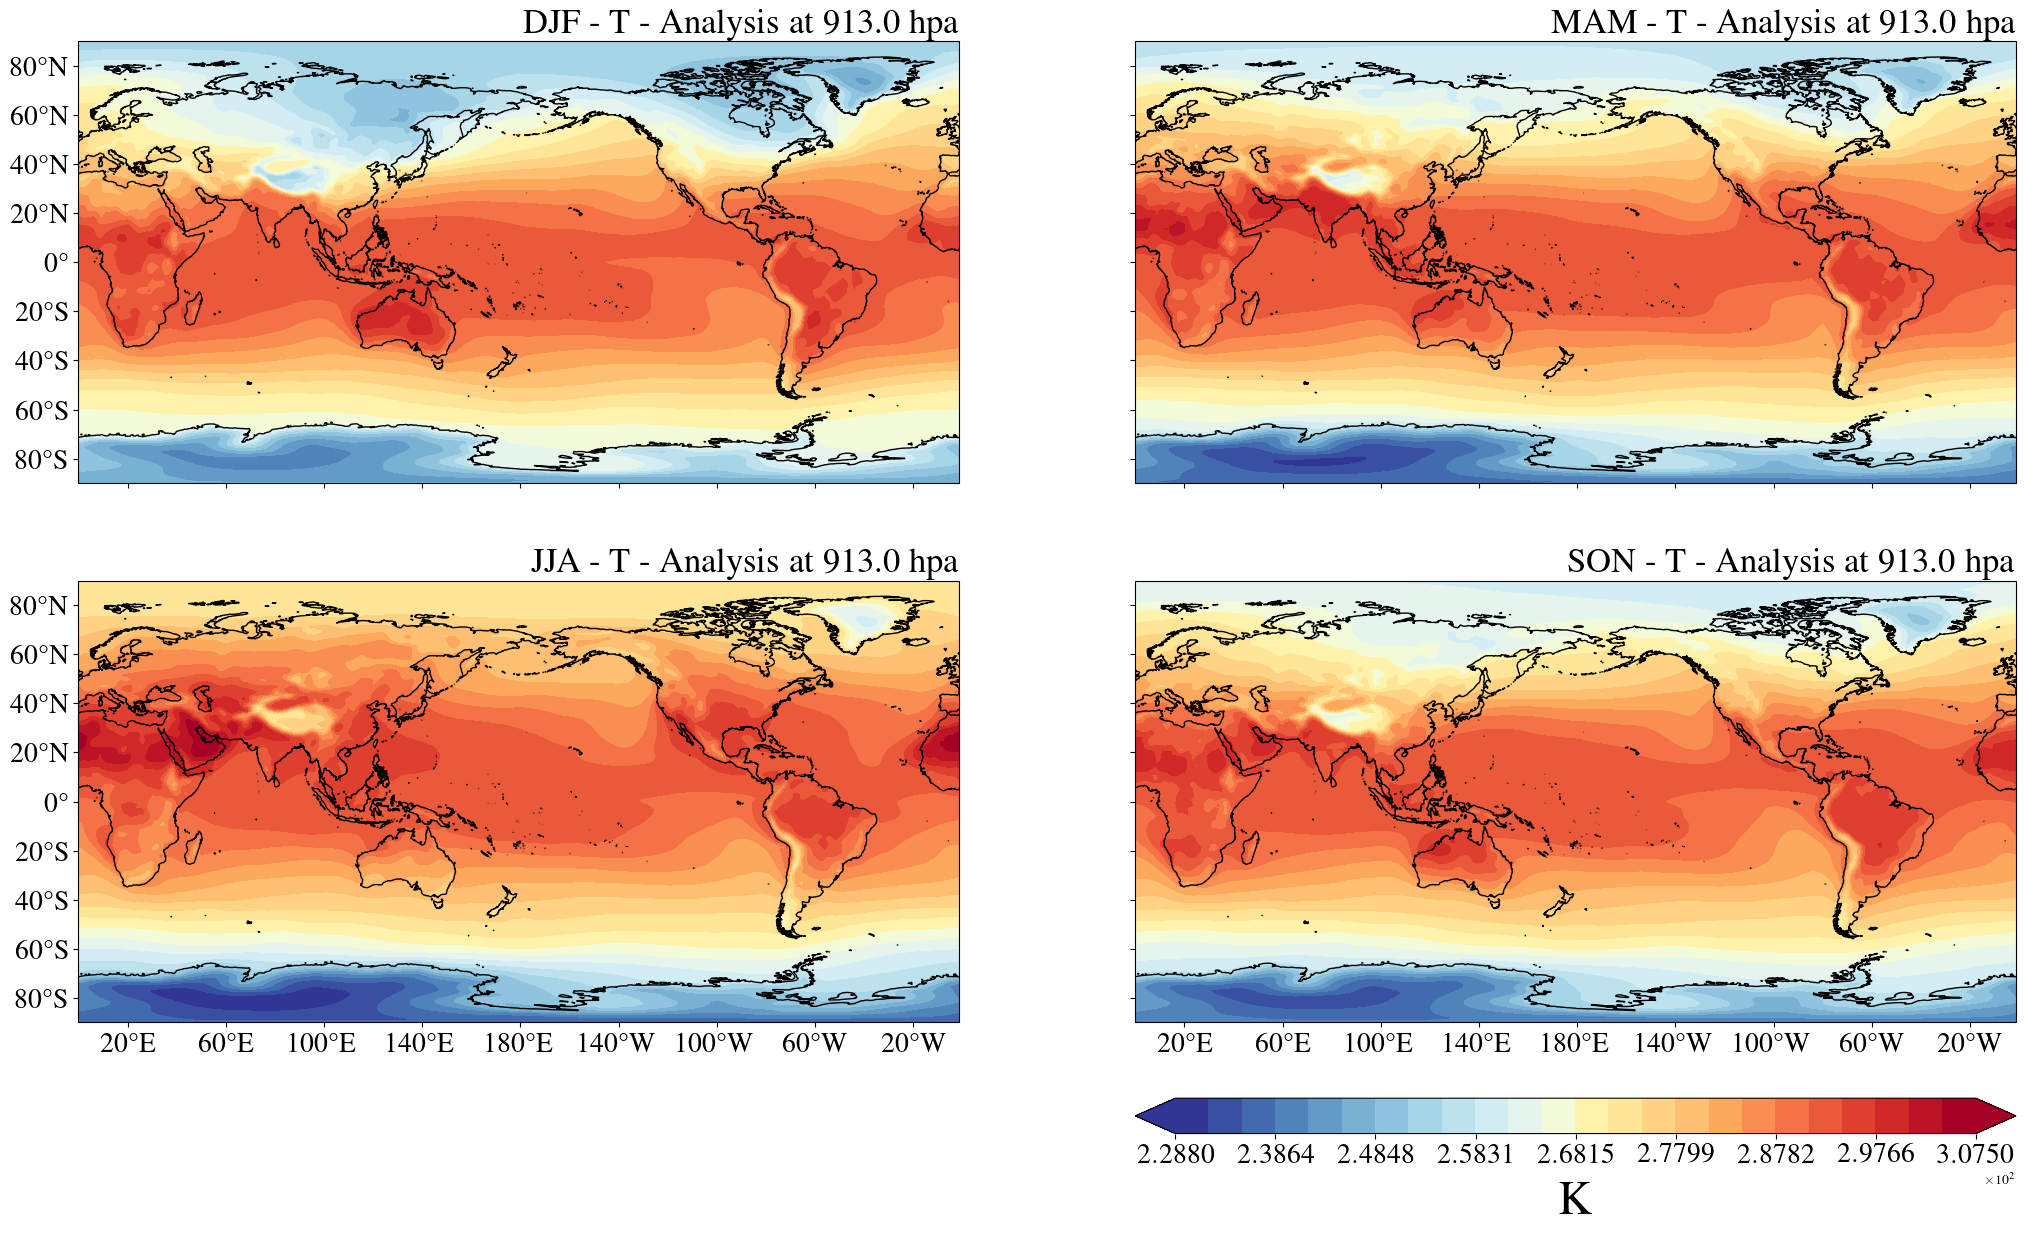 DJF - T - Analysis at 913.0 hpa
MAM - T - Analysis at 913.0 hpa
80°N
60°N
40°N
20°N
0°
20°S
40°S
60°S
80°S
JJA - T - Analysis at 913.0 hpa
SON - T - Analysis at 913.0 hpa
80°N
60°N
40°N
20°N
0°
20°S
40°S
60°S
80°S
20°E 60°E 100°E 140°E 180°E 140°W 100°W 60°W 20°W
20°E 60°E 100°E 140°E 180°E 140°W 100°W 60°W 20°W
2.2880 2.3864 2.4848 2.5831 2.6815 2.7799 2.8782 2.9766 3.0750
×10²
K